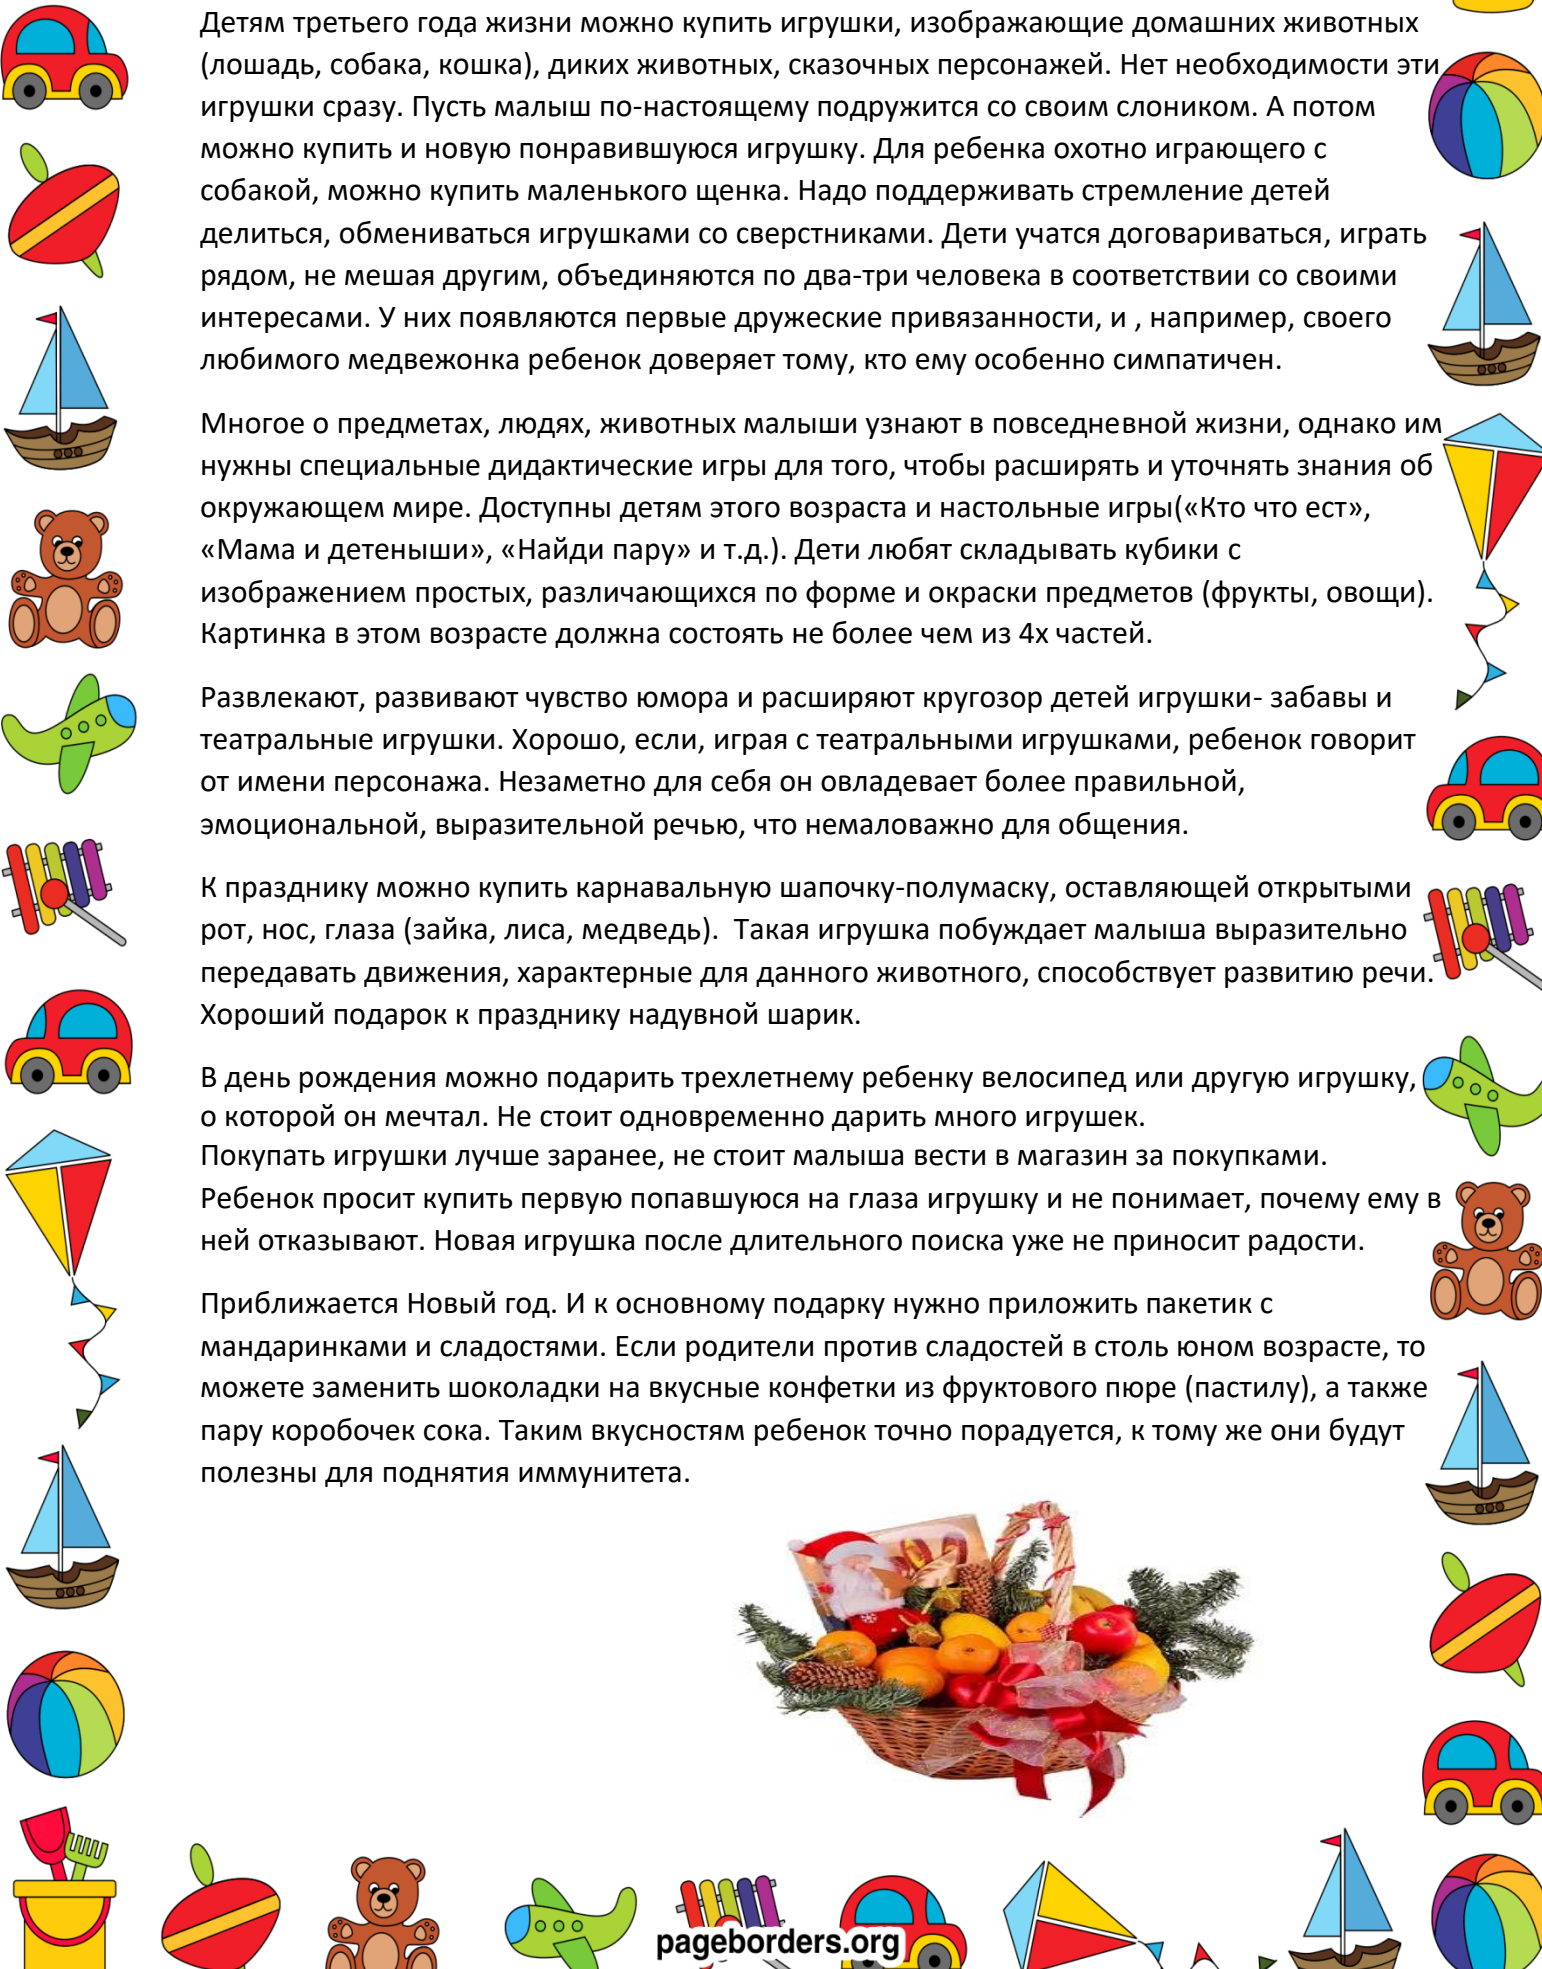 Детям третьего года жизни можно купить игрушки, изображающие домашних животных
(лошадь, собака, кошка), диких животных, сказочных персонажей. Нет необходимости эти
игрушки сразу. Пусть малыш по-настоящему подружится со своим слоником. А потом
можно купить и новую понравившуюся игрушку. Для ребенка охотно играющего с
собакой, можно купить маленького щенка. Надо поддерживать стремление детей
делиться, обмениваться игрушками со сверстниками. Дети учатся договариваться, играть
рядом, не мешая другим, объединяются по два-три человека в соответствии со своими
интересами. У них появляются первые дружеские привязанности, и , например, своего
любимого медвежонка ребенок доверяет тому, кто ему особенно симпатичен.
Многое о предметах, людях, животных малыши узнают в повседневной жизни, однако им
нужны специальные дидактические игры для того, чтобы расширять и уточнять знания об
окружающем мире. Доступны детям этого возраста и настольные игры(«Кто что ест»,
«Мама и детеныши», «Найди пару» и т.д.). Дети любят складывать кубики с
изображением простых, различающихся по форме и окраски предметов (фрукты, овощи).
Картинка в этом возрасте должна состоять не более чем из 4х частей.
Развлекают, развивают чувство юмора и расширяют кругозор детей игрушки- забавы и
театральные игрушки. Хорошо, если, играя с театральными игрушками, ребенок говорит
от имени персонажа. Незаметно для себя он овладевает более правильной,
эмоциональной, выразительной речью, что немаловажно для общения.
К празднику можно купить карнавальную шапочку-полумаску, оставляющей открытыми
рот, нос, глаза (зайка, лиса, медведь).  Такая игрушка побуждает малыша выразительно
передавать движения, характерные для данного животного, способствует развитию речи.
Хороший подарок к празднику надувной шарик.
В день рождения можно подарить трехлетнему ребенку велосипед или другую игрушку,
о которой он мечтал. Не стоит одновременно дарить много игрушек.
Покупать игрушки лучше заранее, не стоит малыша вести в магазин за покупками.
Ребенок просит купить первую попавшуюся на глаза игрушку и не понимает, почему ему в
ней отказывают. Новая игрушка после длительного поиска уже не приносит радости.
Приближается Новый год. И к основному подарку нужно приложить пакетик с
мандаринками и сладостями. Если родители против сладостей в столь юном возрасте, то
можете заменить шоколадки на вкусные конфетки из фруктового пюре (пастилу), а также
пару коробочек сока. Таким вкусностям ребенок точно порадуется, к тому же они будут
полезны для поднятия иммунитета.
pageborders.org